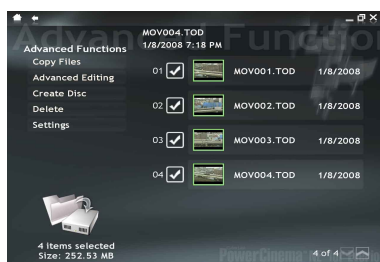 MOV004.TOD
1/8/2008 7:18 PM
Advanced Functions
Copy Files
Advanced Editing
Create Disc
Delete
Settings
01 MOV001.TOD 1/8/2008
02 MOV002.TOD 1/8/2008
03 MOV003.TOD 1/8/2008
04 MOV004.TOD 1/8/2008
4 items selected
Size: 252.53 MB
PowerCinema
4 of 4